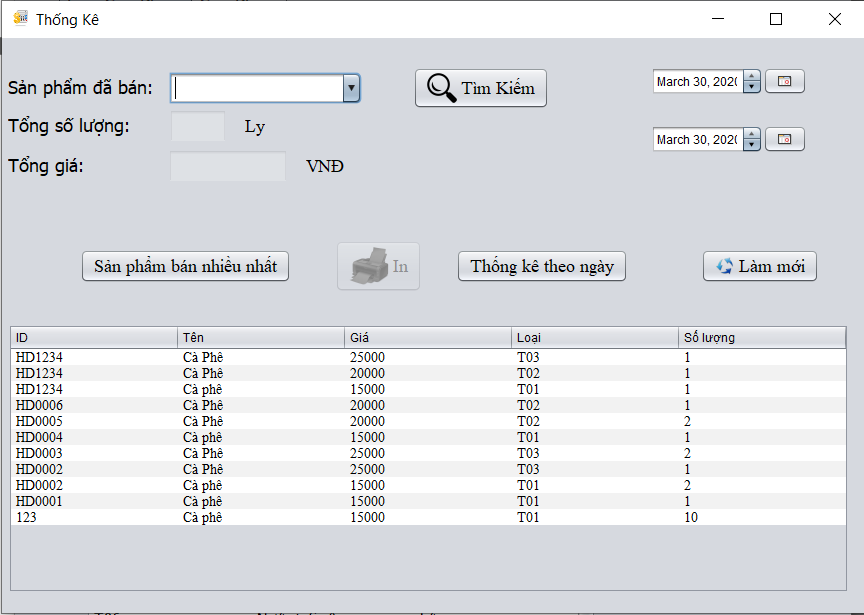 Thống Kê
Sản phẩm đã bán:
Tìm Kiếm
March 30, 202
Tổng số lượng:
Ly
March 30, 202
Tổng giá:
VNĐ
Sản phẩm bán nhiều nhất
In
Thống kê theo ngày
Làm mới
ID Tên Giá Loại Số lượng
HD1234 Cà Phê 25000 T03 1
HD1234 Cà Phê 20000 T02 1
HD1234 Cà phê 15000 T01 1
HD0006 Cà Phê 20000 T02 1
HD0005 Cà Phê 20000 T02 2
HD0004 Cà phê 15000 T01 1
HD0003 Cà Phê 25000 T03 2
HD0002 Cà Phê 25000 T03 1
HD0002 Cà phê 15000 T01 2
HD0001 Cà phê 15000 T01 1
123 Cà phê 15000 T01 10